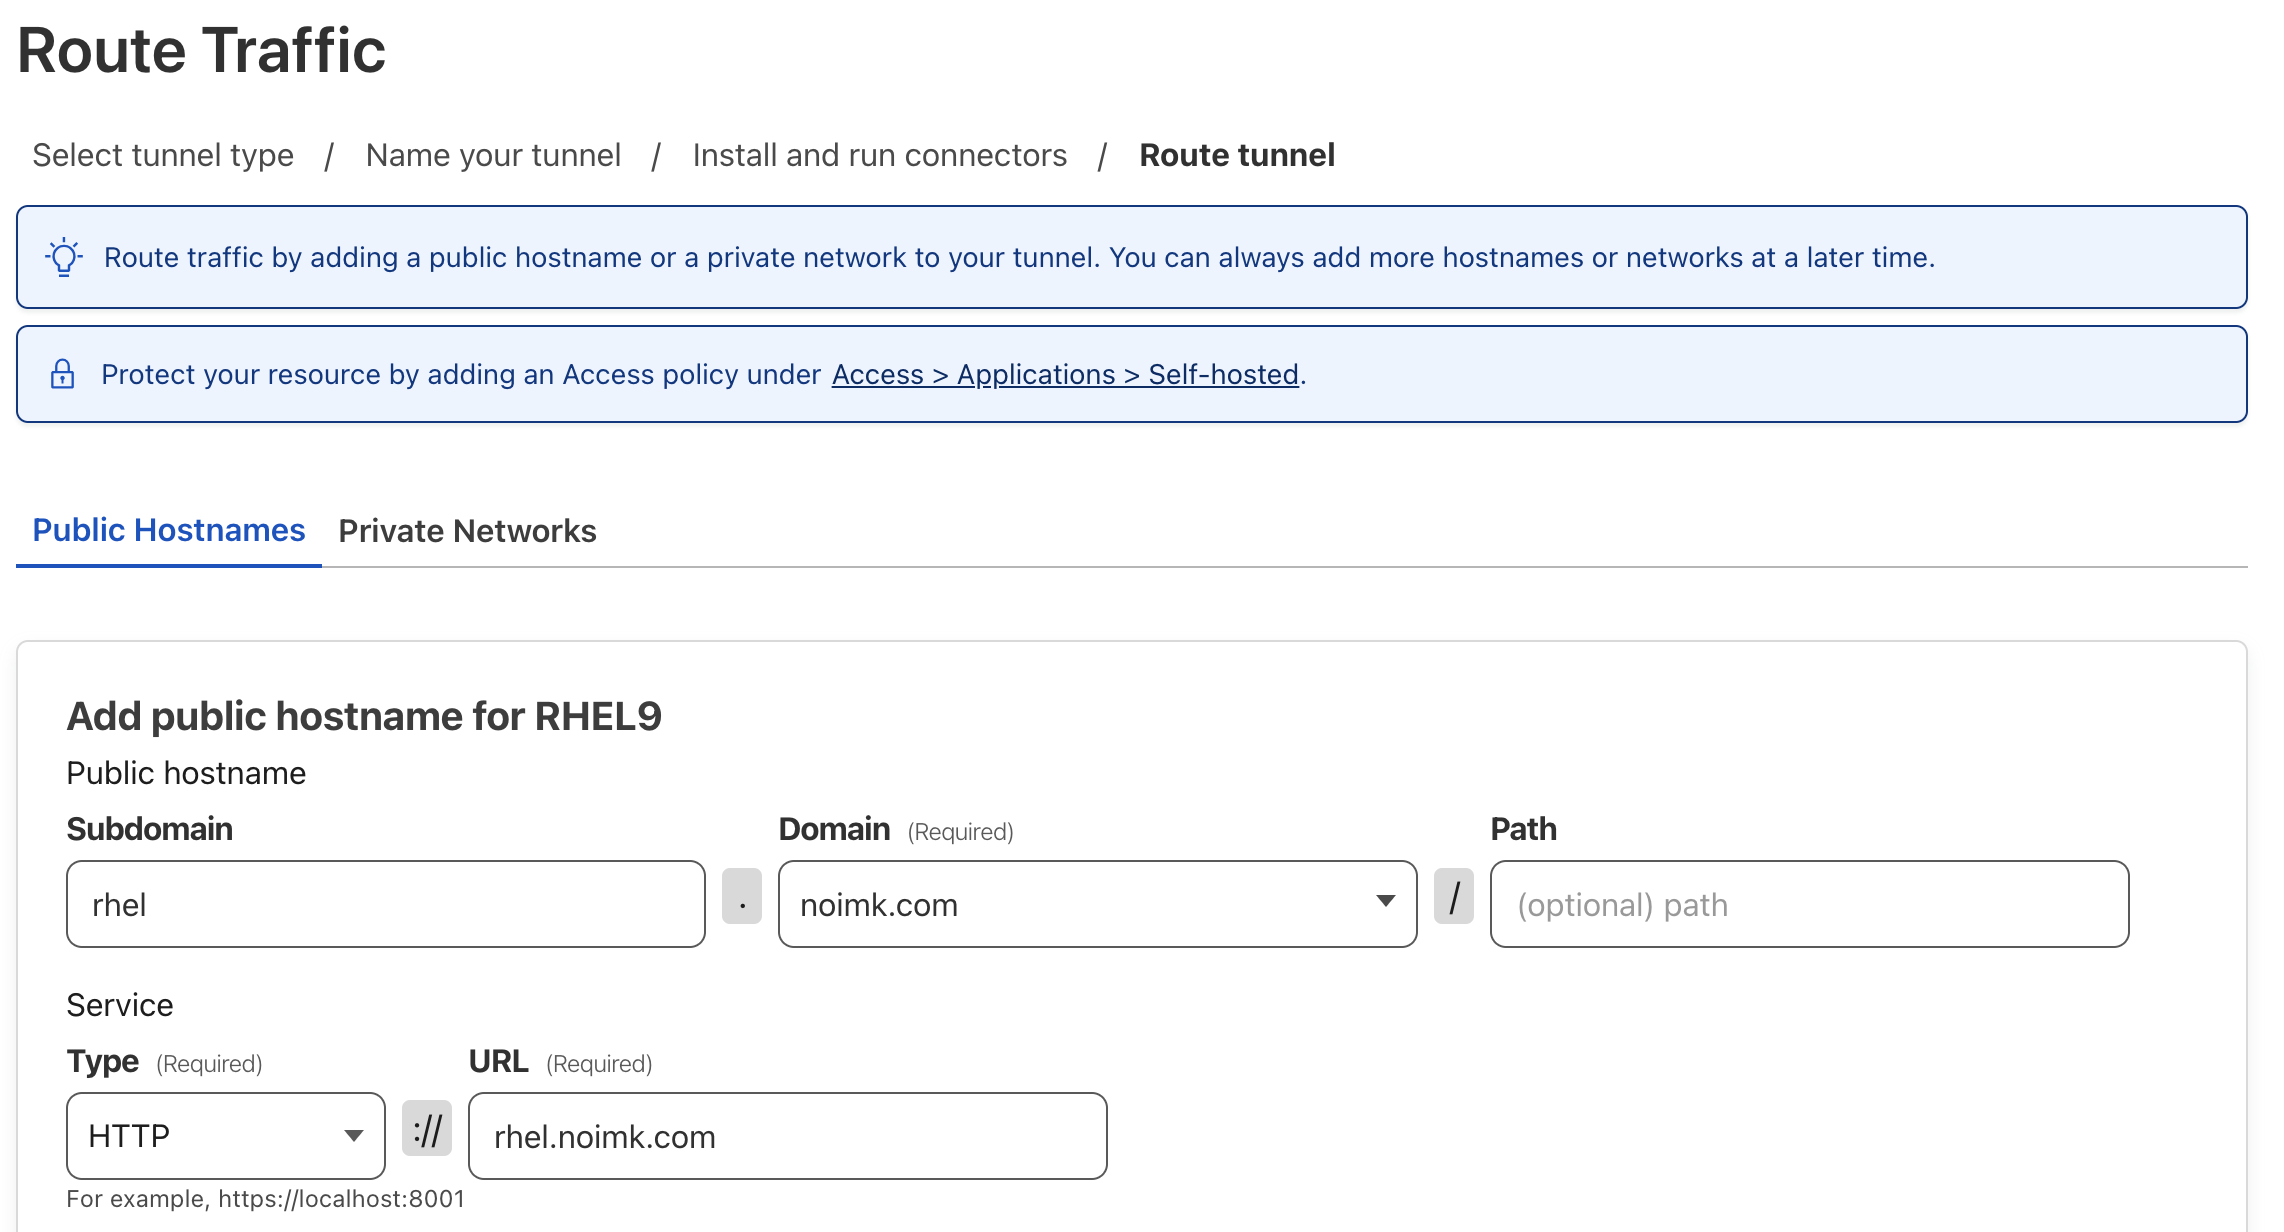 Route Traffic
Select tunnel type / Name your tunnel / Install and run connectors / Route tunnel
Route traffic by adding a public hostname or a private network to your tunnel. You can always add more hostnames or networks at a later time.
Protect your resource by adding an Access policy under Access > Applications > Self-hosted.
Public Hostnames Private Networks
Add public hostname for RHEL9
Public hostname
Subdomain Domain (Required) Path
rhel . noimk.com / (optional) path
Service
Type (Required) URL (Required)
HTTP :// rhel.noimk.com
For example, https://localhost:8001